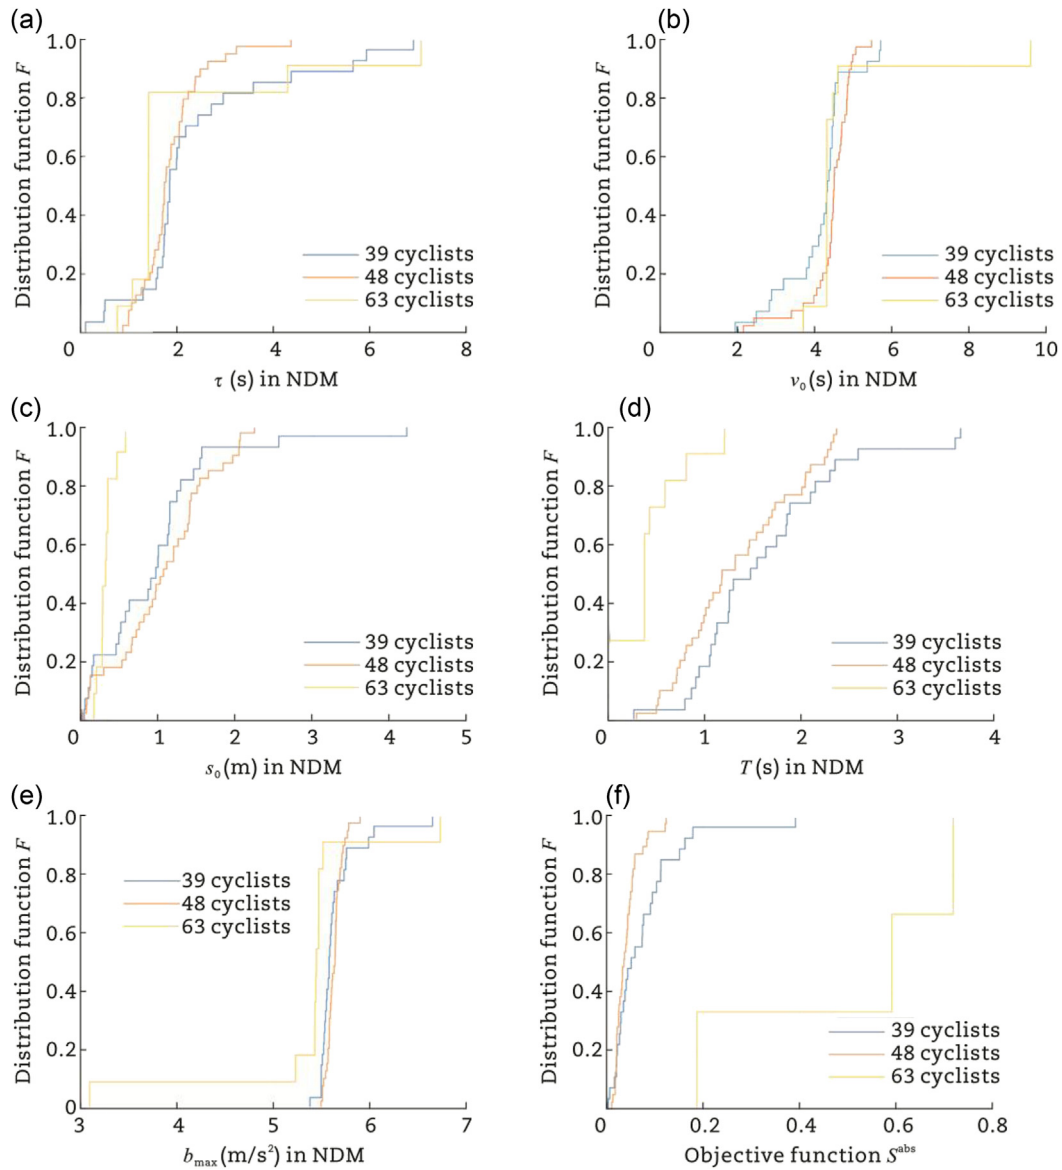 (a)
Distribution function F
1.0
0.8
0.6
0.4
0.2
39 cyclists
48 cyclists
63 cyclists
0 2 4 6 8
τ (s) in NDM
(b)
Distribution function F
1.0
0.8
0.6
0.4
0.2
39 cyclists
48 cyclists
63 cyclists
0 2 4 6 8 10
v₀(s) in NDM
(c)
Distribution function F
1.0
0.8
0.6
0.4
0.2
39 cyclists
48 cyclists
63 cyclists
0 1 2 3 4 5
s₀(m) in NDM
(d)
Distribution function F
1.0
0.8
0.6
0.4
0.2
39 cyclists
48 cyclists
63 cyclists
0 1 2 3 4
T(s) in NDM
(e)
Distribution function F
1.0
0.8
0.6
0.4
0.2
0
39 cyclists
48 cyclists
63 cyclists
3 4 5 6 7
bmax(m/s²) in NDM
(f)
Distribution function F
1.0
0.8
0.6
0.4
0.2
39 cyclists
48 cyclists
63 cyclists
0 0.2 0.4 0.6 0.8
Objective function Sabs